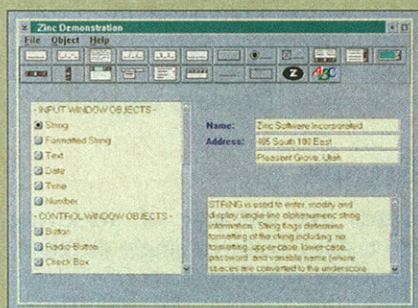 Zinc Demonstration
File Object Help
Z ABC
- INPUT WINDOW OBJECTS -
String
Formatted String
Text
Date
Time
Number
- CONTROL WINDOW OBJECTS -
Button
Radio-Button
Check Box
Name: Zinc Software Incorporated
Address: 405 South 100 East
Pleasant Grove, Utah
STRING is used to enter, modify and
display single-line alphanumeric string
information. String flags determine
formatting of the string including: no
formatting, upper-case, lower-case,
password and variable name (where
spaces are converted to the underscore